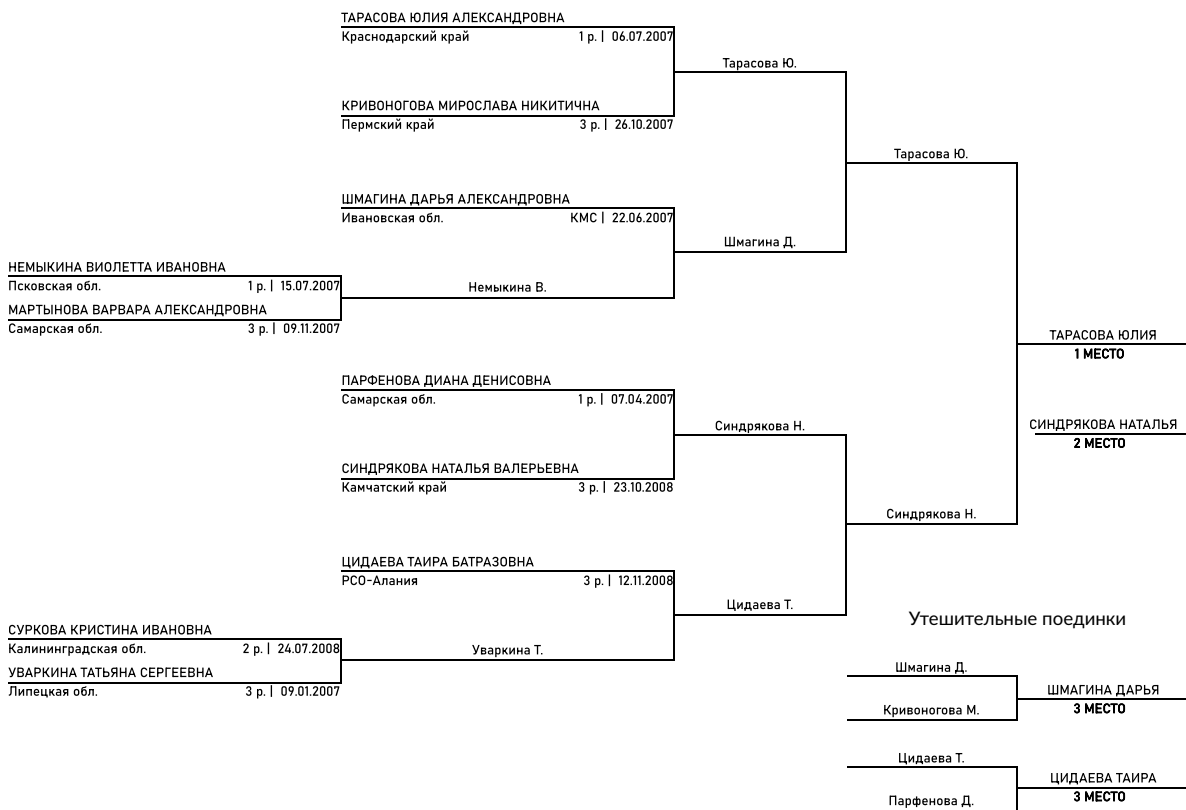 ТАРАСОВА ЮЛИЯ АЛЕКСАНДРОВНА
Краснодарский край 1 р. | 06.07.2007
Тарасова Ю.
КРИВОНОГОВА МИРОСЛАВА НИКИТИЧНА
Пермский край 3 р. | 26.10.2007
Тарасова Ю.
ШМАГИНА ДАРЬЯ АЛЕКСАНДРОВНА
Ивановская обл. КМС | 22.06.2007
Шмагина Д.
НЕМЫКИНА ВИОЛЕТТА ИВАНОВНА
Псковская обл. 1 р. | 15.07.2007
Немыкина В.
МАРТЫНОВА ВАРВАРА АЛЕКСАНДРОВНА
Самарская обл. 3 р. | 09.11.2007
ТАРАСОВА ЮЛИЯ
1 МЕСТО
ПАРФЕНОВА ДИАНА ДЕНИСОВНА
Самарская обл. 1 р. | 07.04.2007
Синдрякова Н.
СИНДРЯКОВА НАТАЛЬЯ
2 МЕСТО
СИНДРЯКОВА НАТАЛЬЯ ВАЛЕРЬЕВНА
Камчатский край 3 р. | 23.10.2008
Синдрякова Н.
ЦИДАЕВА ТАИРА БАТРАЗОВНА
РСО-Алания 3 р. | 12.11.2008
Цидаева Т.
Утешительные поединки
СУРКОВА КРИСТИНА ИВАНОВНА
Калининградская обл. 2 р. | 24.07.2008
Уваркина Т.
УВАРКИНА ТАТЬЯНА СЕРГЕЕВНА
Липецкая обл. 3 р. | 09.01.2007
Шмагина Д.
ШМАГИНА ДАРЬЯ
3 МЕСТО
Кривоногова М.
Цидаева Т.
ЦИДАЕВА ТАИРА
3 МЕСТО
Парфенова Д.